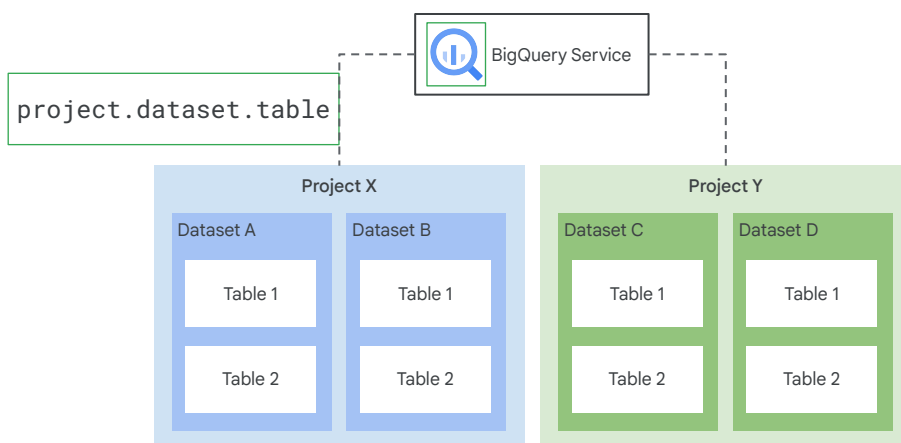 BigQuery Service
project.dataset.table
Project X
Project Y
Dataset A
Dataset B
Dataset C
Dataset D
Table 1
Table 1
Table 1
Table 1
Table 2
Table 2
Table 2
Table 2